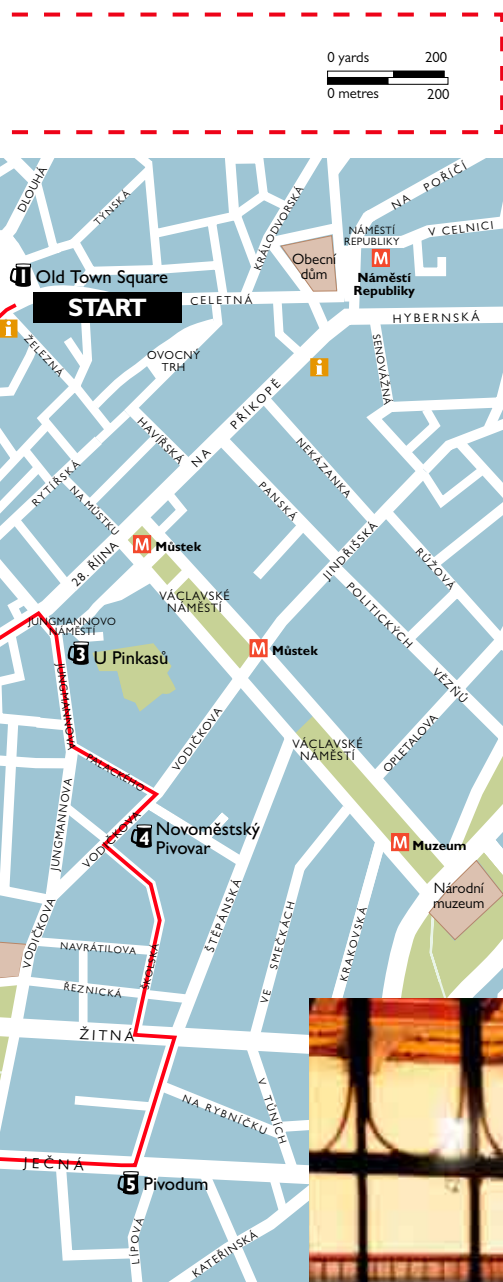 0 yards 200
0 metres 200
DLOUHÁ
TÝNSKÁ
KRÁLODVORSKÁ
NA POŘÍČÍ
V CELNICI
NÁMĚSTÍ
REPUBLIKY
M
Náměstí
Republiky
Obecní
dům
1 Old Town Square
START
CELETNÁ
HYBERNSKÁ
i
ŽELEZNÁ
OVOCNÝ
TRH
i
SENOVÁŽNÁ
NA PŘÍKOPĚ
HAVÍŘSKÁ
RYTÍŘSKÁ
NA MŮSTKU
PANSKÁ
NEKÁZANKA
JINDŘIŠSKÁ
RŮŽOVÁ
28. ŘÍJNA
M Můstek
VÁCLAVSKÉ
NÁMĚSTÍ
POLITICKÝCH
VĚZŇŮ
JUNGMANNOVO
NÁMĚSTÍ
3 U Pinkasů
M Můstek
JUNGMANNOVA
PALACKÉHO
VODIČKOVA
VÁCLAVSKÉ
NÁMĚSTÍ
OPLETALOVA
JUNGMANNOVA
VODIČKOVA
4 Novoměstský
Pivovar
M Muzeum
Národní
muzeum
VODIČKOVA
ŠTĚPÁNSKÁ
VE SMEČKÁCH
KRAKOVSKÁ
NAVRÁTILOVA
ŠKOLSKÁ
ŘEZNICKÁ
ŽITNÁ
NA RYBNÍČKU
V TŮNÍCH
JEČNÁ
5 Pivodum
LÍPOVÁ
KATEŘINSKÁ